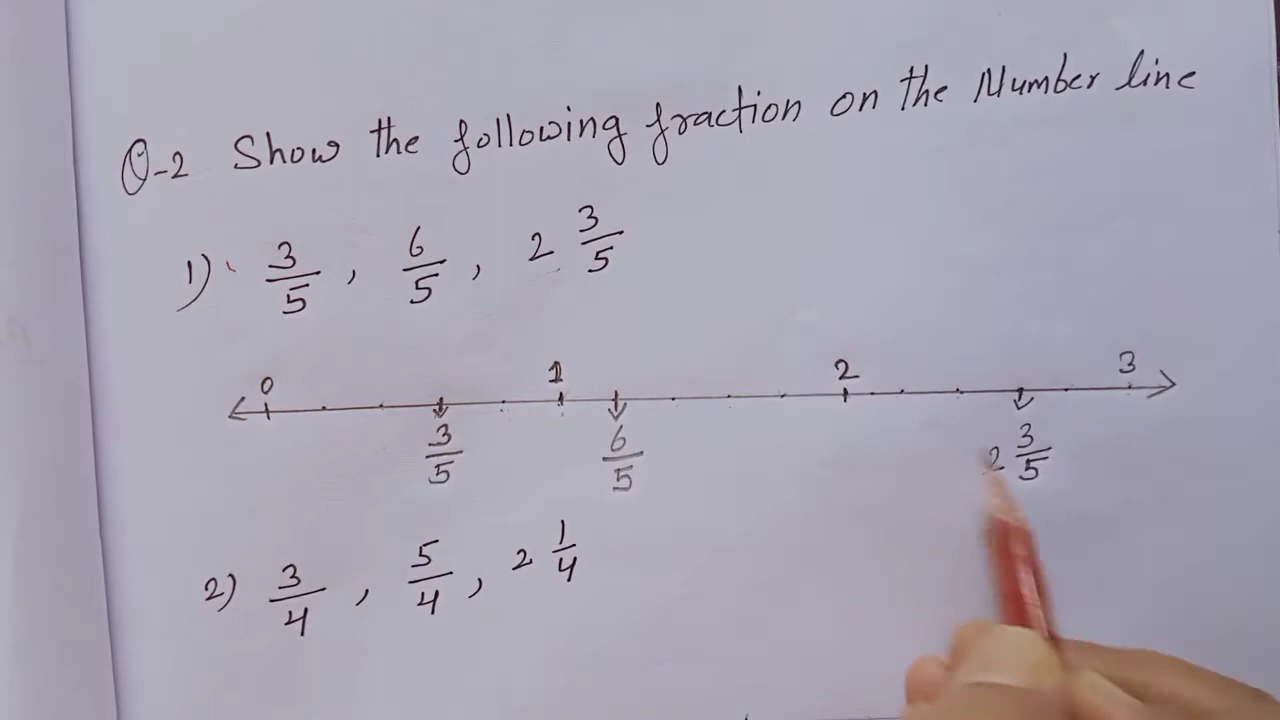 Q-2 Show the following fraction on the Number line
1) 3/5, 6/5, 2 3/5
0 1 2 3
3/5 6/5 2 3/5
2) 3/4, 5/4, 2 1/4